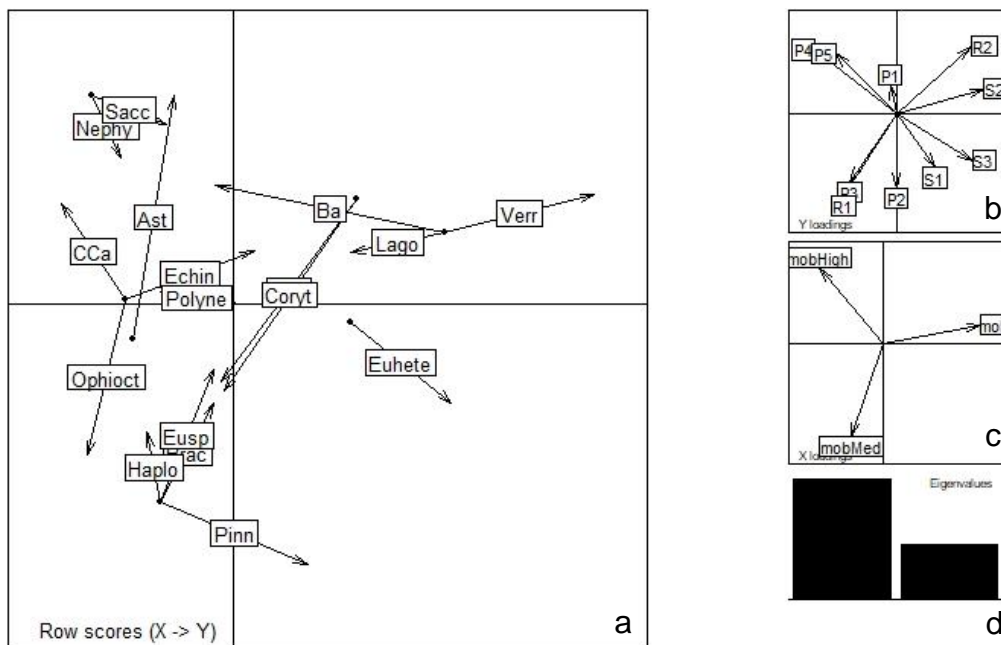 Sacc
Nephy
Ast
CCa
Echin
Polyne
Ba
Verr
Lago
Coryt
Ophioct
Euhete
Eusp
Haplo
Pinn
Row scores (X -> Y)
a
P4
P5
P1
R2
S2
S3
S1
P3
R1
P2
Y loadings
b
mobHigh
mobMed
c
Eigenvalues
d